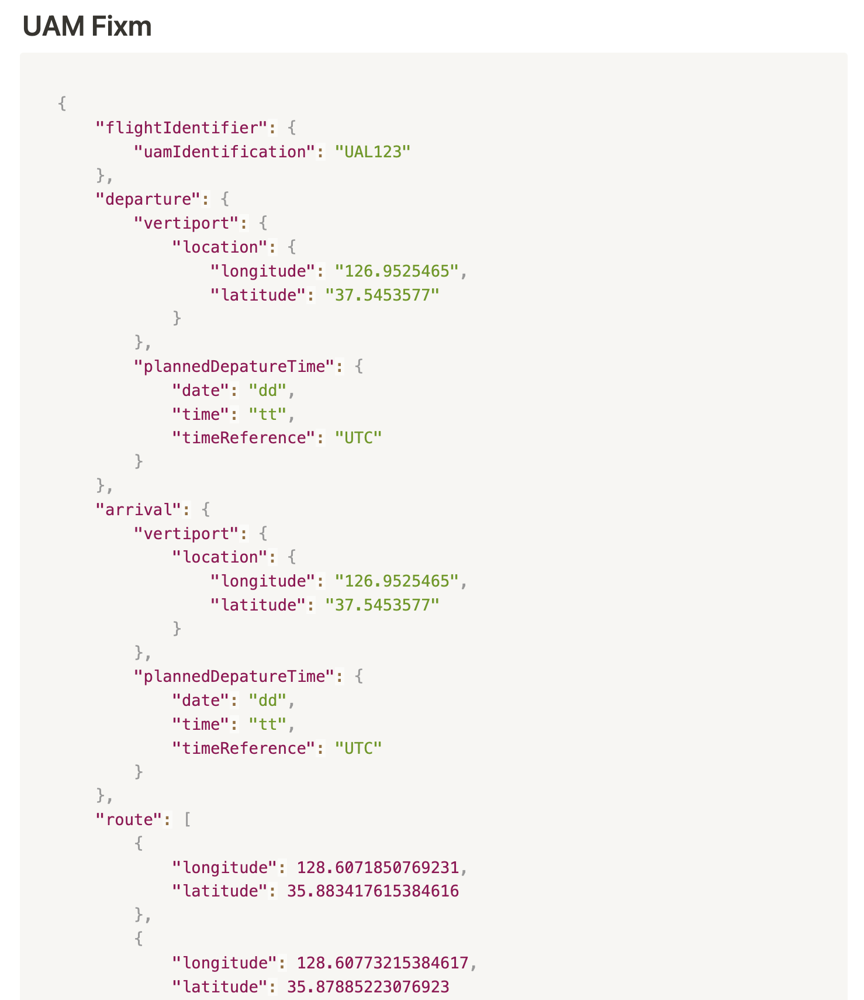 UAM Fixm
{
"flightIdentifier": {
"uamIdentification": "UAL123"
},
"departure": {
"vertiport": {
"location": {
"longitude": "126.9525465",
"latitude": "37.5453577"
}
},
"plannedDepatureTime": {
"date": "dd",
"time": "tt",
"timeReference": "UTC"
}
},
"arrival": {
"vertiport": {
"location": {
"longitude": "126.9525465",
"latitude": "37.5453577"
}
},
"plannedDepatureTime": {
"date": "dd",
"time": "tt",
"timeReference": "UTC"
}
},
"route": [
{
"longitude": 128.6071850769231,
"latitude": 35.883417615384616
},
{
"longitude": 128.60773215384617,
"latitude": 35.87885223076923